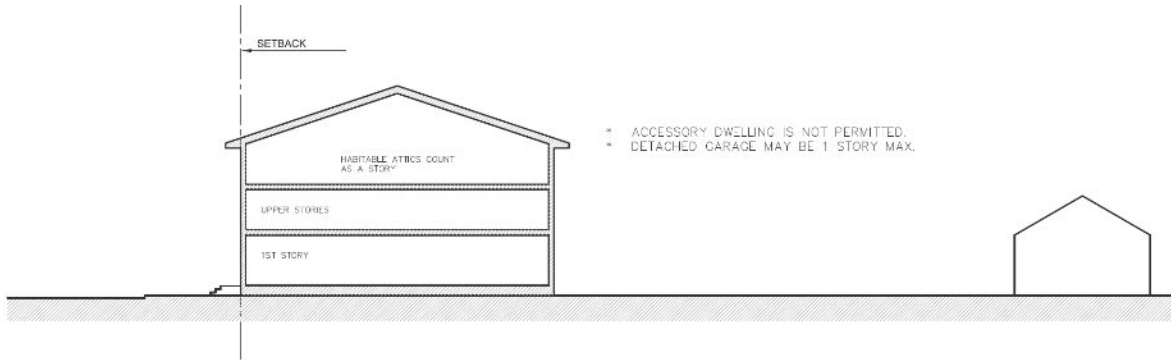 SETBACK
* ACCESSORY DWELLING IS NOT PERMITTED.
* DETACHED GARAGE MAY BE 1 STORY MAX.
HABITABLE ATTICS COUNT
AS A STORY
UPPER STORIES
1ST STORY